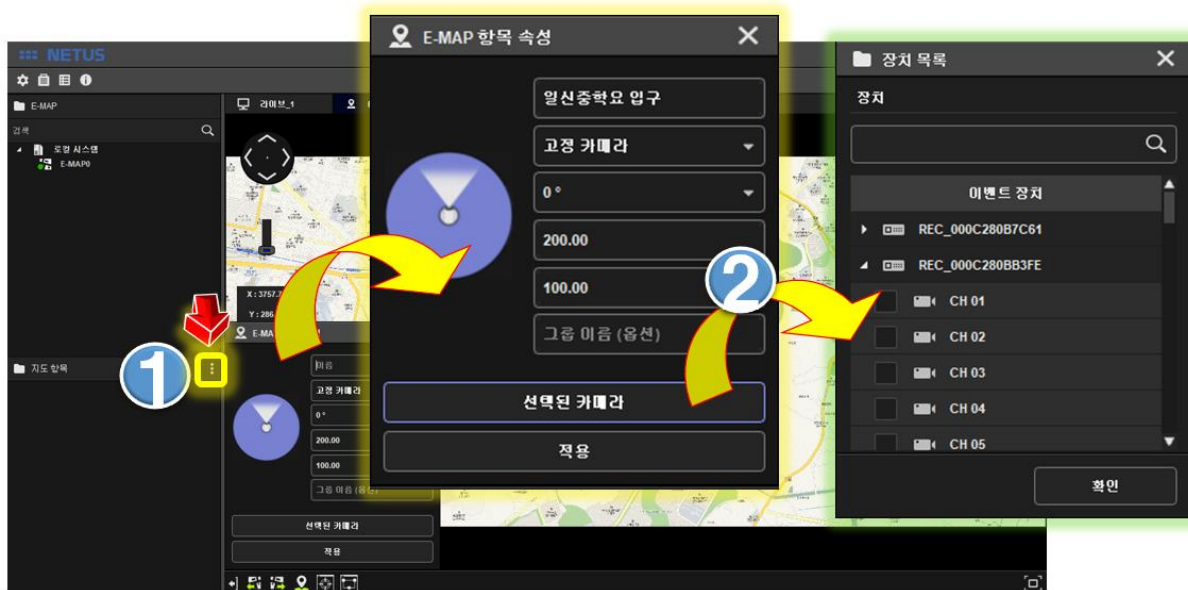 NETUS
E-MAP
검색
로컬 시스템
E-MAP0
지도 항목
1
라이브_1
X : 3757.
Y : 286.
E-MA
이름
고정 카메라
0 °
200.00
100.00
그룹 이름 (옵션)
선택된 카메라
적용
E-MAP 항목 속성
일신중학요 입구
고정 카메라
0 °
200.00
100.00
그룹 이름 (옵션)
선택된 카메라
적용
2
장치 목록
장치
이벤트 장치
REC_000C280B7C61
REC_000C280BB3FE
CH 01
CH 02
CH 03
CH 04
CH 05
확인